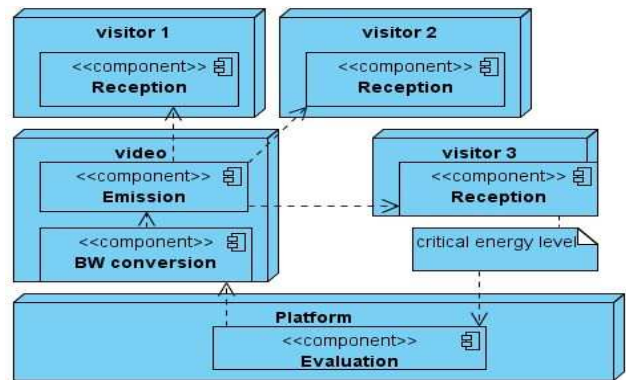 visitor 1
<<component>>
Reception
visitor 2
<<component>>
Reception
video
<<component>>
Emission
<<component>>
BW conversion
visitor 3
<<component>>
Reception
critical energy level
Platform
<<component>>
Evaluation